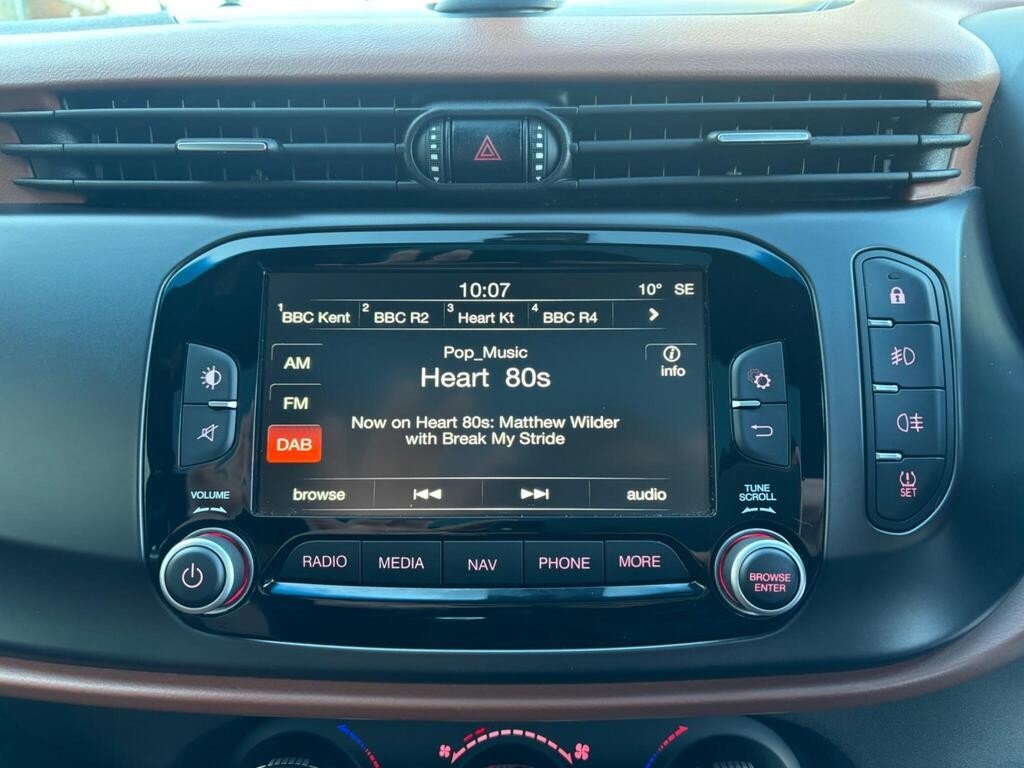 10:07 10° SE
1 BBC Kent 2 BBC R2 3 Heart Kt 4 BBC R4
Pop_Music
AM
Heart 80s
info
FM
Now on Heart 80s: Matthew Wilder
with Break My Stride
DAB
browse audio
VOLUME
TUNE
SCROLL
SET
RADIO MEDIA NAV PHONE MORE
BROWSE
ENTER